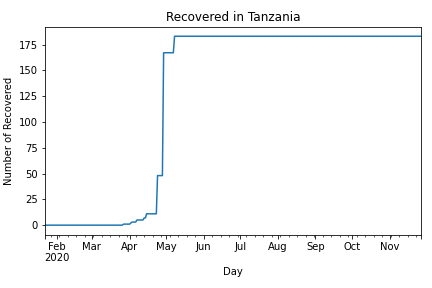 Recovered in Tanzania
Number of Recovered
175
150
125
100
75
50
25
0
Feb Mar Apr May Jun Jul Aug Sep Oct Nov
2020
Day